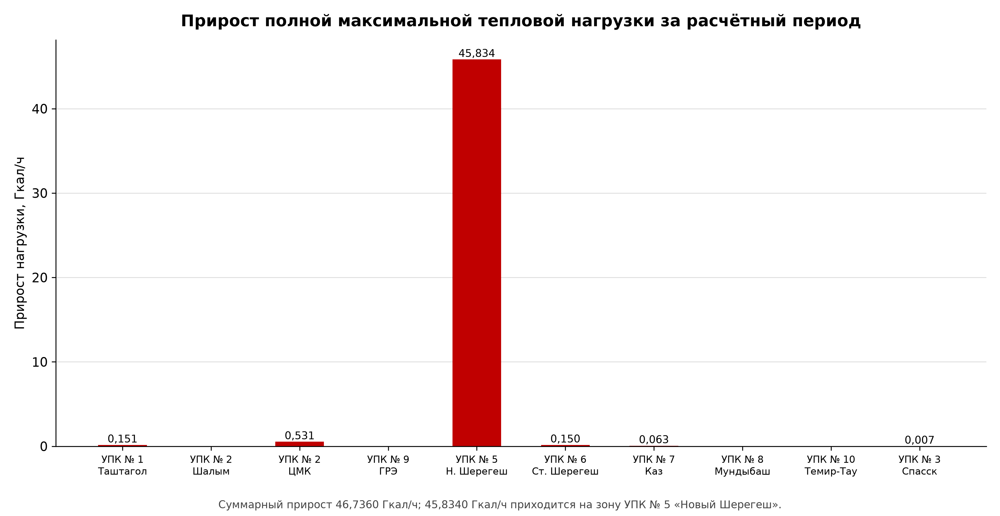 Прирост полной максимальной тепловой нагрузки за расчётный период
Прирост нагрузки, Гкал/ч
40
30
20
10
0
45,834
0,151
0,531
0,150
0,063
0,007
УПК № 1
Таштагол
УПК № 2
Шалым
УПК № 2
ЦМК
УПК № 9
ГРЭ
УПК № 5
Н. Шерегеш
УПК № 6
Ст. Шерегеш
УПК № 7
Каз
УПК № 8
Мундыбаш
УПК № 10
Темир-Тау
УПК № 3
Спасск
Суммарный прирост 46,7360 Гкал/ч; 45,8340 Гкал/ч приходится на зону УПК № 5 «Новый Шерегеш».